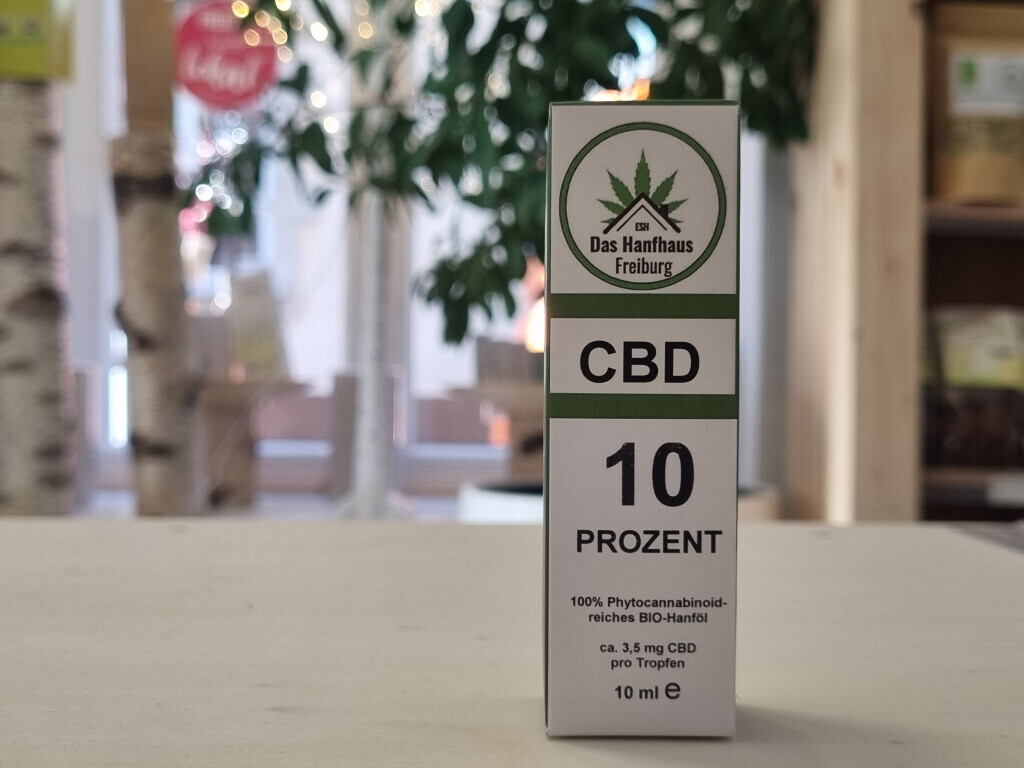 ESH
Das Hanfhaus
Freiburg
CBD
10
PROZENT
100% Phytocannabinoid-
reiches BIO-Hanföl
ca. 3,5 mg CBD
pro Tropfen
10 ml ℮